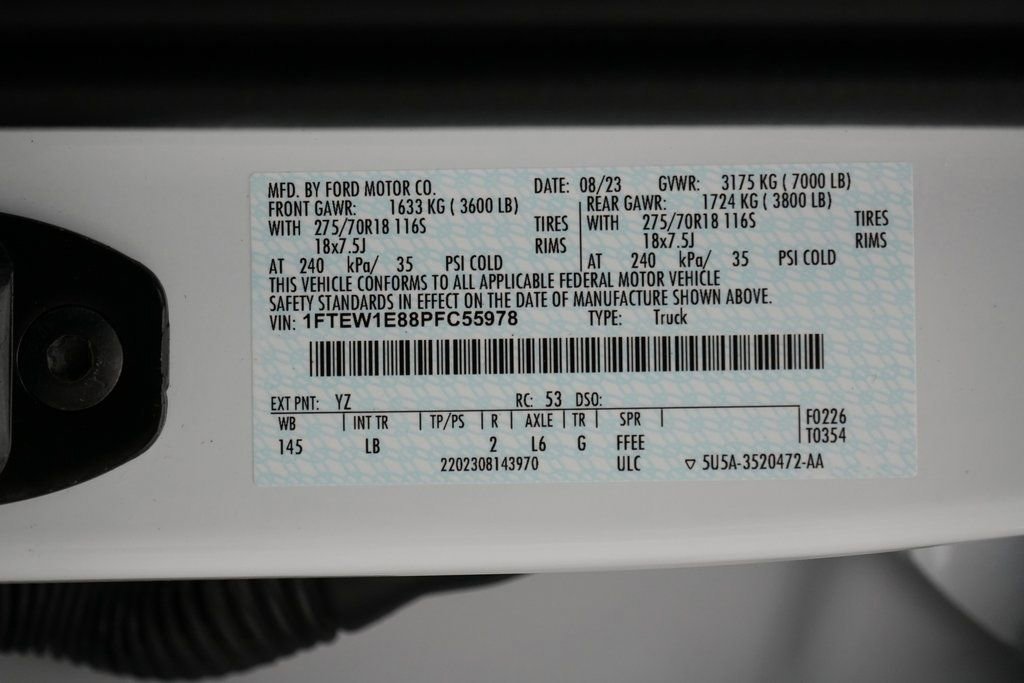 MFD. BY FORD MOTOR CO. DATE: 08/23 GVWR: 3175 KG ( 7000 LB)
FRONT GAWR: 1633 KG ( 3600 LB) REAR GAWR: 1724 KG ( 3800 LB)
WITH 275/70R18 116S TIRES WITH 275/70R18 116S TIRES
18x7.5J RIMS 18x7.5J RIMS
AT 240 kPa/ 35 PSI COLD AT 240 kPa/ 35 PSI COLD
THIS VEHICLE CONFORMS TO ALL APPLICABLE FEDERAL MOTOR VEHICLE
SAFETY STANDARDS IN EFFECT ON THE DATE OF MANUFACTURE SHOWN ABOVE.
VIN: 1FTEW1E88PFC55978 TYPE: Truck
EXT PNT: YZ RC: 53 DSO:
WB INT TR TP/PS R AXLE TR SPR F0226
145 LB 2 L6 G FFEE T0354
2202308143970 ULC ▽ 5U5A-3520472-AA